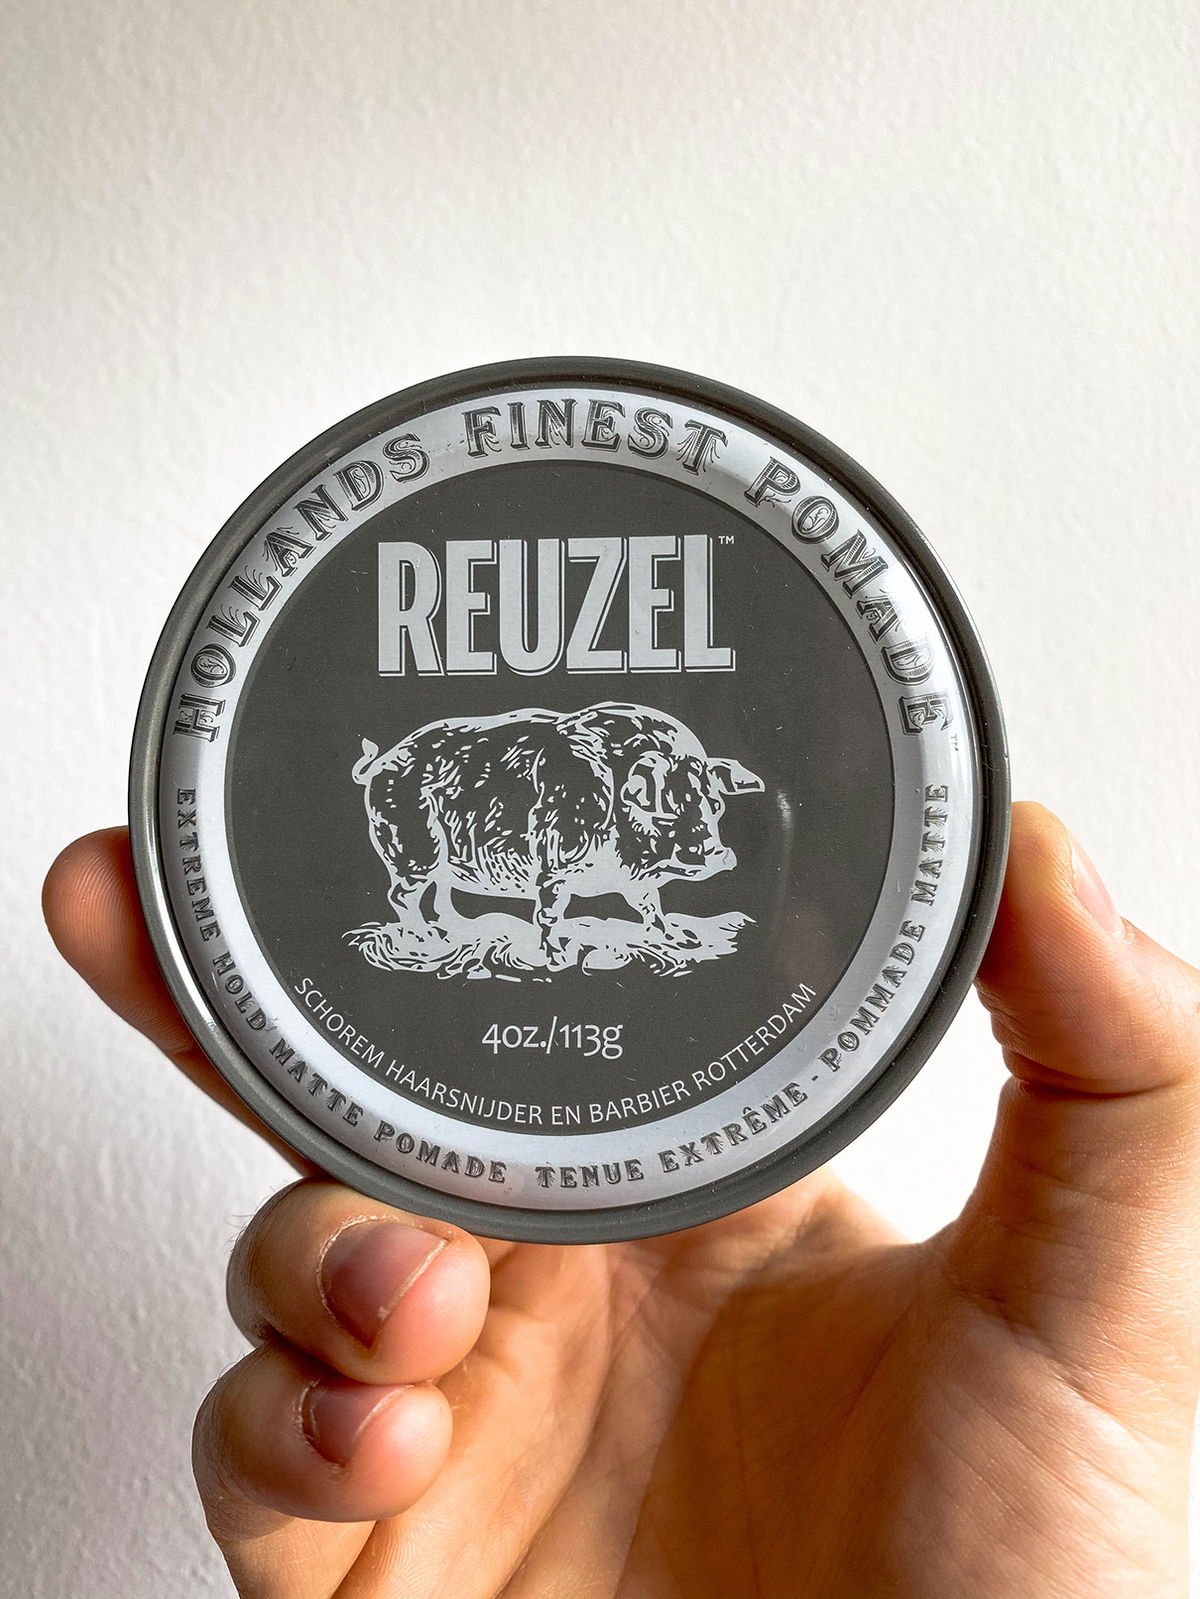 HOLLANDS FINEST POMADE™
REUZEL™
4oz./113g
SCHOREM HAARSNIJDER EN BARBIER ROTTERDAM
EXTREME HOLD MATTE POMADE TENUE EXTRÊME - POMMADE MATTE